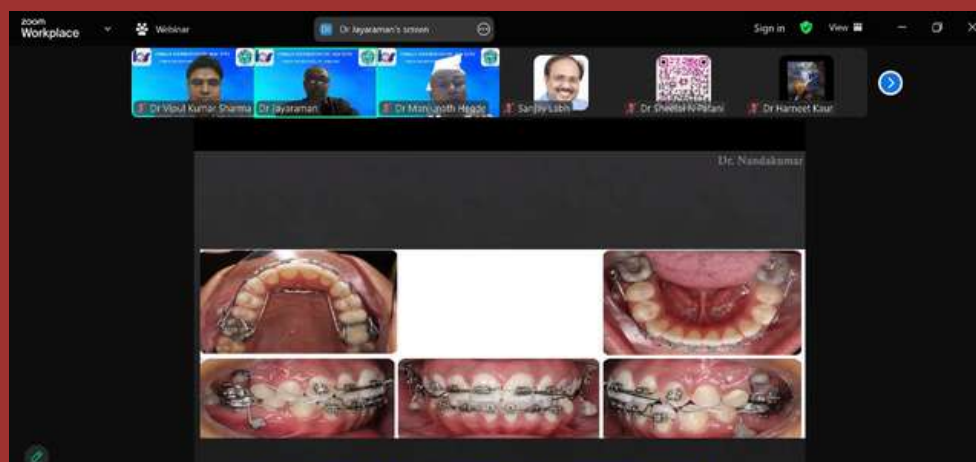 zoom
Workplace
Webinar
Dr Jayaraman's screen
Sign in
View
Dr Vipul Kumar Sharma
Dr Jayaraman
Dr Manjunath Hegde
Sanjiv Labh
Dr Sheetal N Patani
Dr Harneet Kaur
Dr. Nandakumar